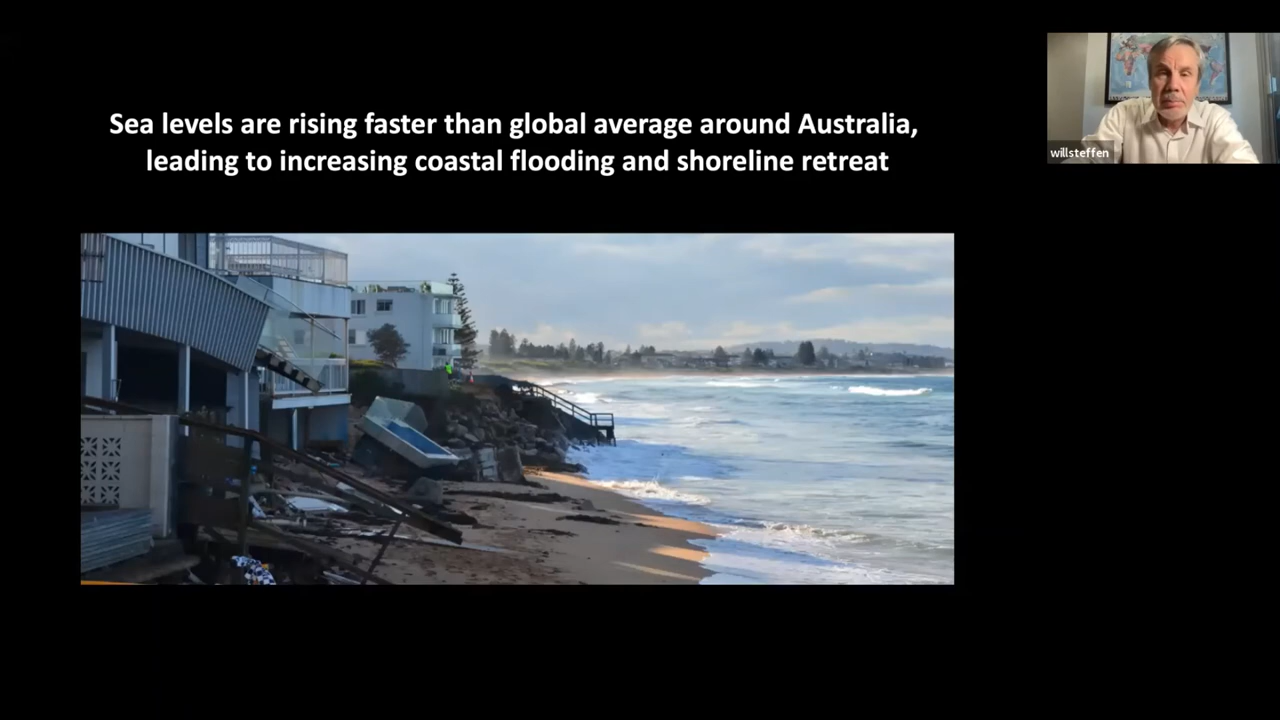 Sea levels are rising faster than global average around Australia,
leading to increasing coastal flooding and shoreline retreat
willsteffen